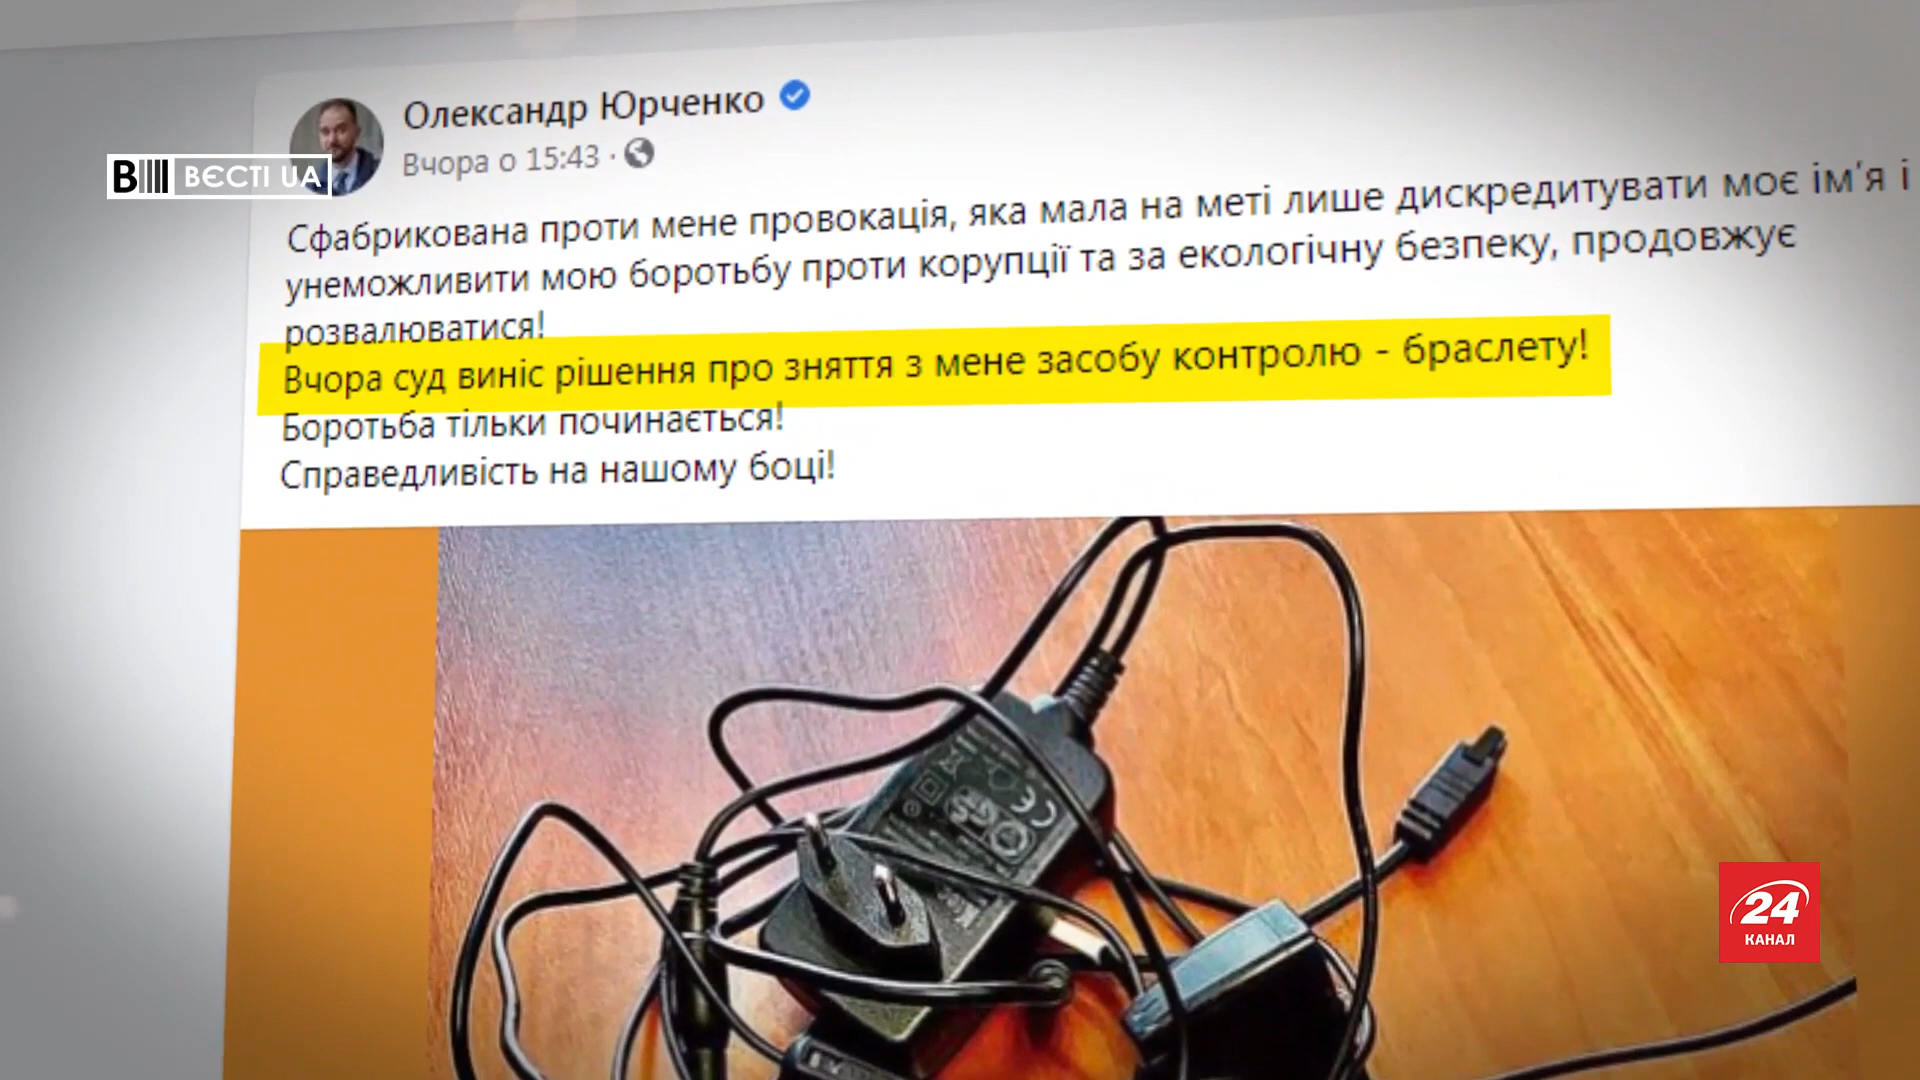 Олександр Юрченко
Вчора о 15:43 ·
В ВЄСТІ UA
Сфабрикована проти мене провокація, яка мала на меті лише дискредитувати моє ім'я і
унеможливити мою боротьбу проти корупції та за екологічну безпеку, продовжує
розвалюватися!
Вчора суд виніс рішення про зняття з мене засобу контролю - браслету!
Боротьба тільки починається!
Справедливість на нашому боці!
24
КАНАЛ